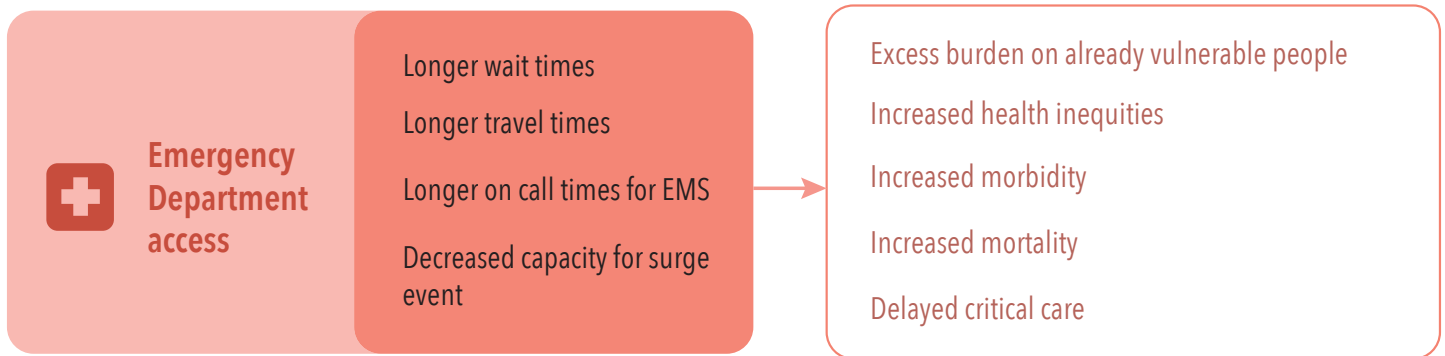 Emergency
Department
access
Longer wait times
Longer travel times
Longer on call times for EMS
Decreased capacity for surge
event
Excess burden on already vulnerable people
Increased health inequities
Increased morbidity
Increased mortality
Delayed critical care